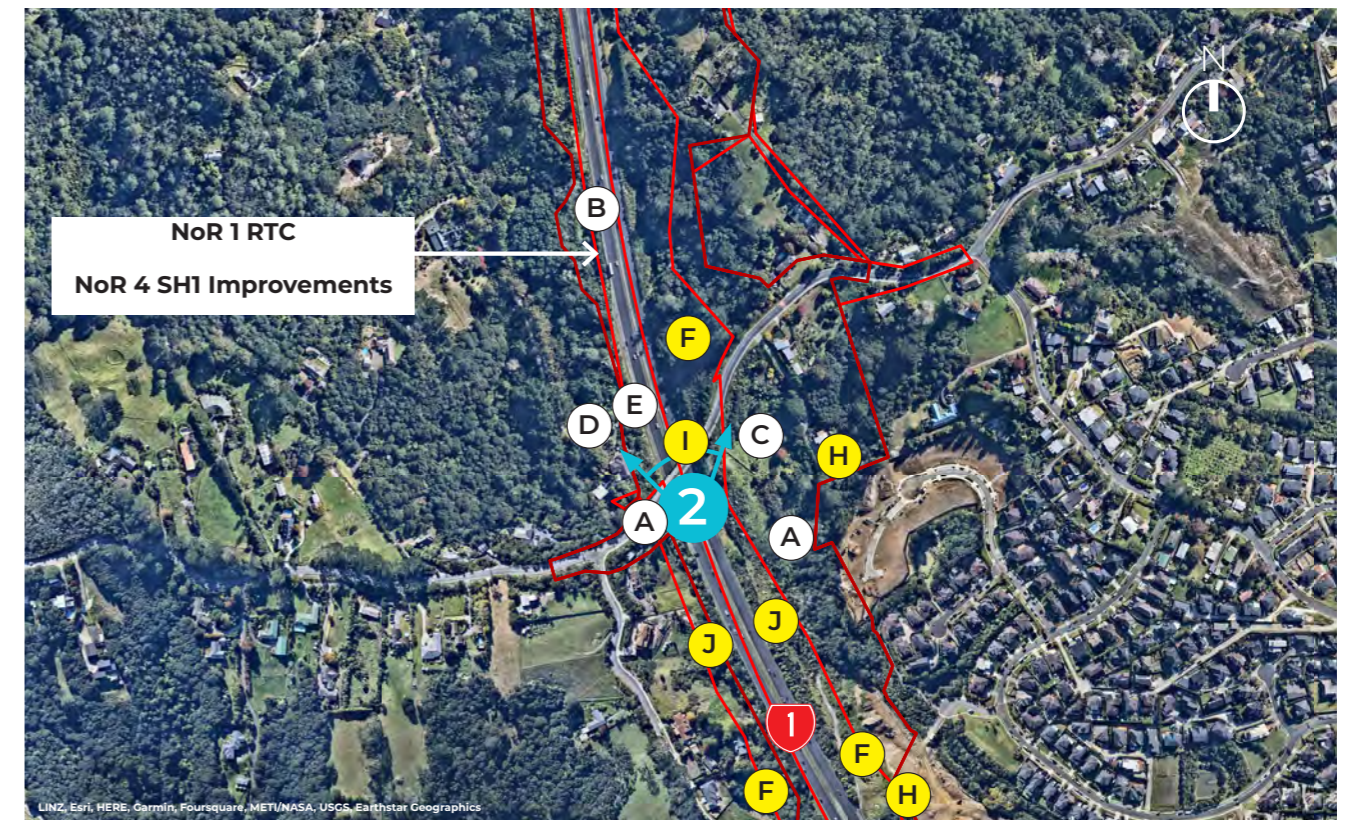 N
B
NoR 1 RTC
NoR 4 SH1 Improvements
F
E
D
I
C
H
2
A
A
J
J
1
F
F
H
LINZ, Esri, HERE, Garmin, Foursquare, METI/NASA, USGS, Earthstar Geographics